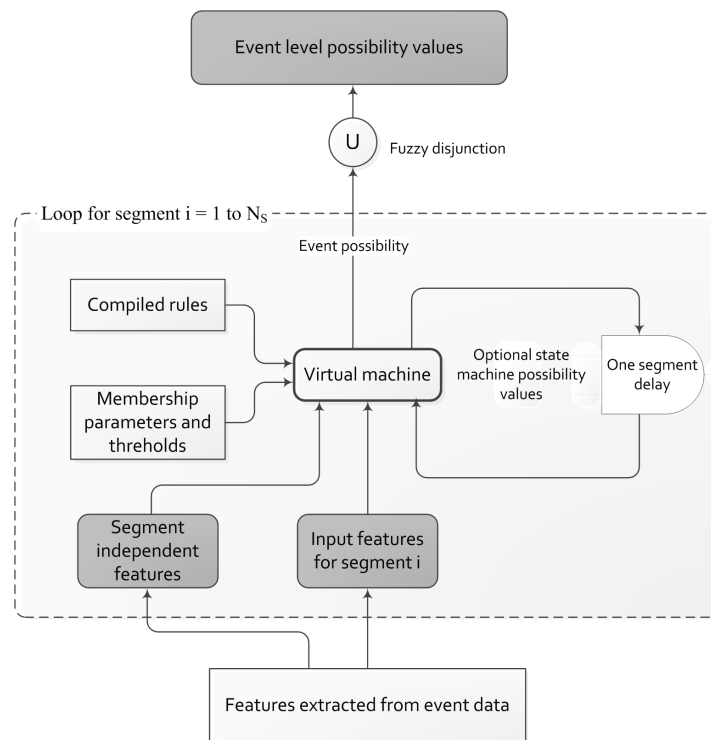 Event level possibility values
U
Fuzzy disjunction
Loop for segment i = 1 to NS
Event possibility
Compiled rules
Virtual machine
Optional state
machine possibility
values
One segment
delay
Membership
parameters and
threholds
Segment
independent
features
Input features
for segment i
Features extracted from event data